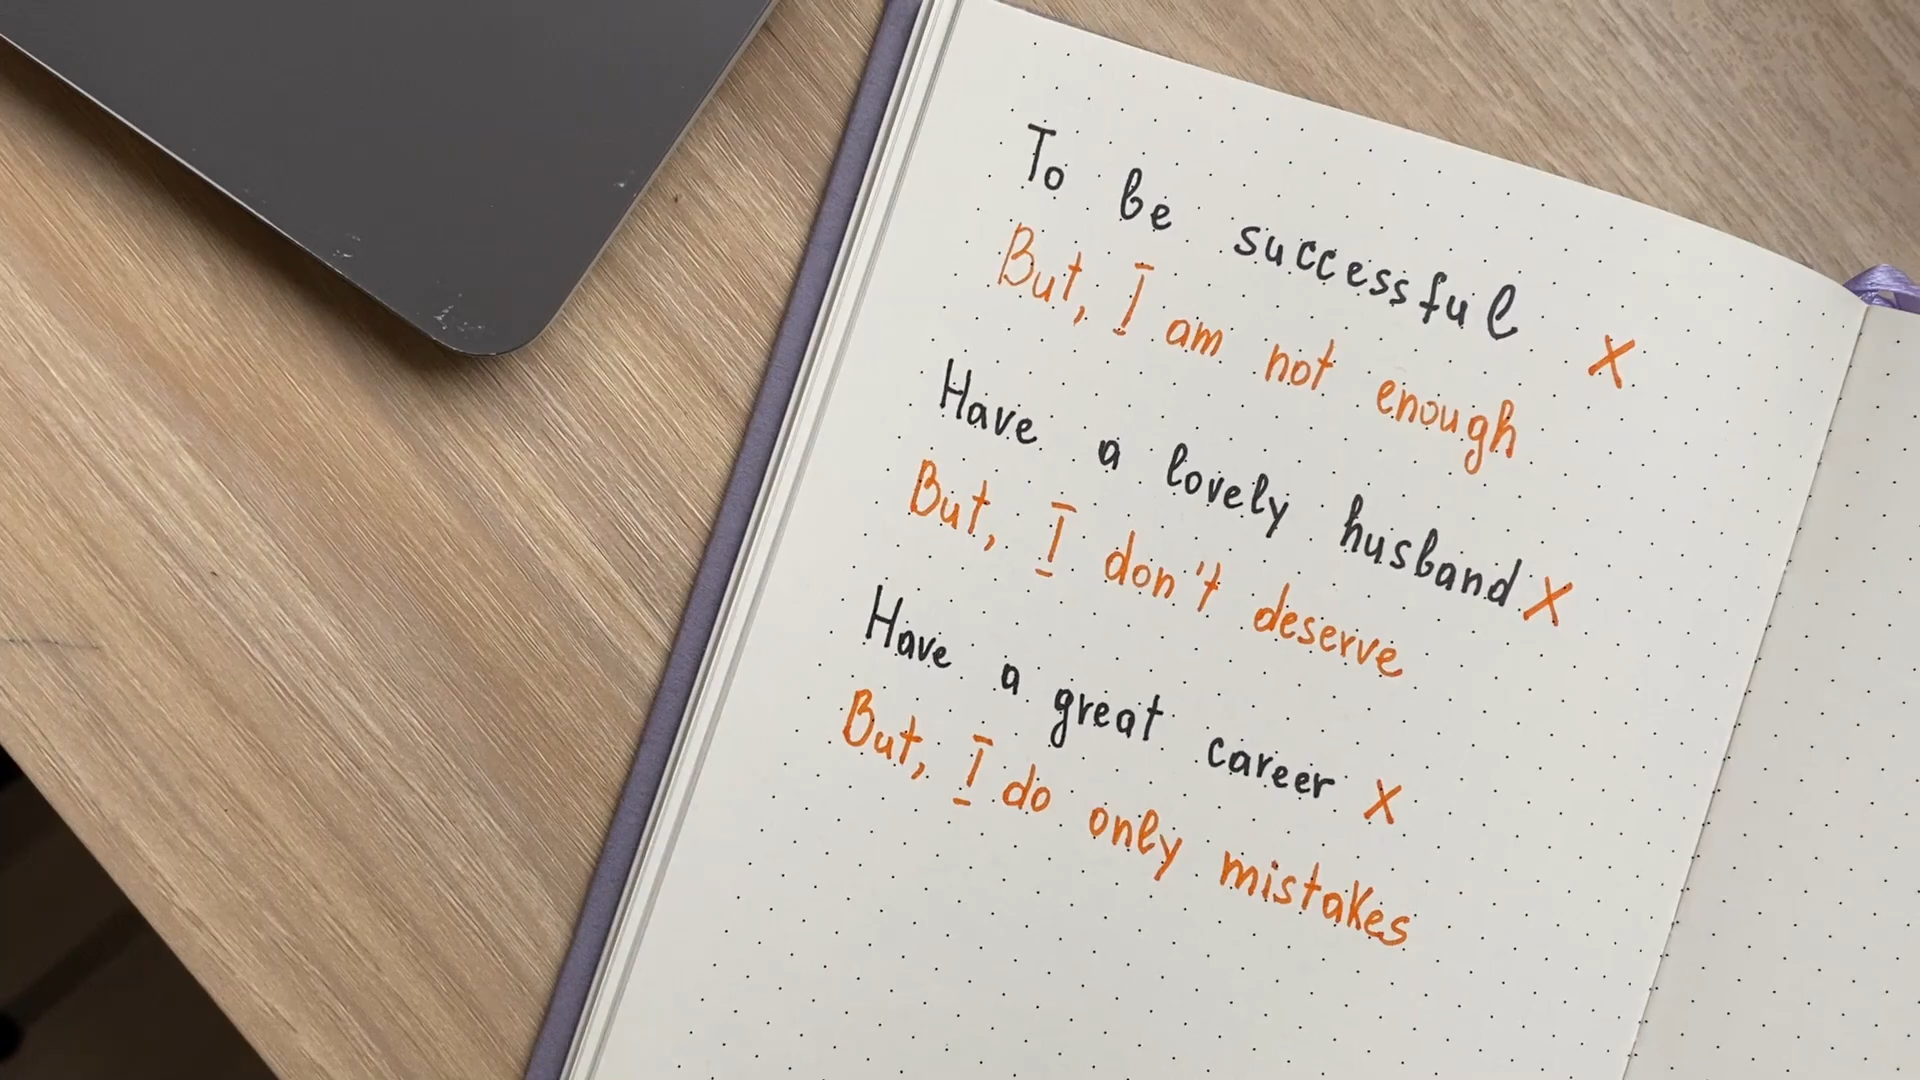 To be successful X
But, I am not enough
Have a lovely husband X
But, I don't deserve
Have a great career X
But, I do only mistakes